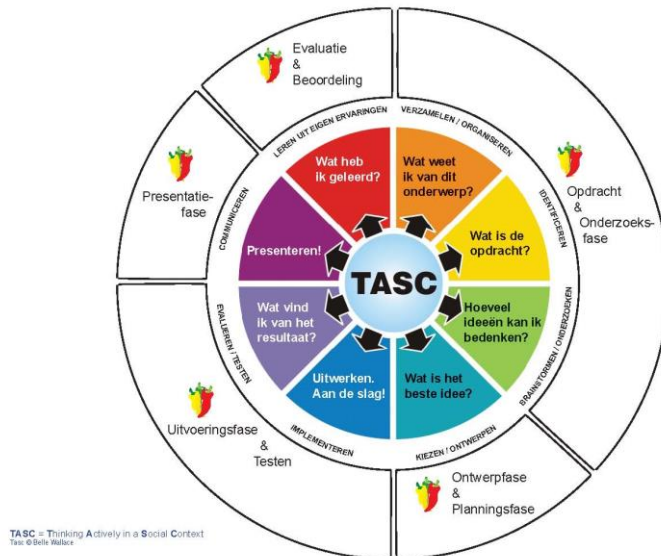 Evaluatie
&
Beoordeling
Presentatie-
fase
Opdracht
&
Onderzoeks-
fase
Uitvoeringsfase
&
Testen
Ontwerpfase
&
Planningsfase
LEREN UIT EIGEN ERVARINGEN
VERZAMELEN / ORGANISEREN
IDENTIFICEREN
BRAINSTORMEN / ONDERZOEKEN
KIEZEN / ONTWERPEN
IMPLEMENTEREN
EVALUEREN / TESTEN
COMMUNICEREN
Wat heb
ik geleerd?
Wat weet
ik van dit
onderwerp?
Wat is de
opdracht?
Hoeveel
ideeën kan ik
bedenken?
Wat is het
beste idee?
Uitwerken.
Aan de slag!
Wat vind
ik van het
resultaat?
Presenteren!
TASC
TASC = Thinking Actively in a Social Context
Tasc © Belle Wallace